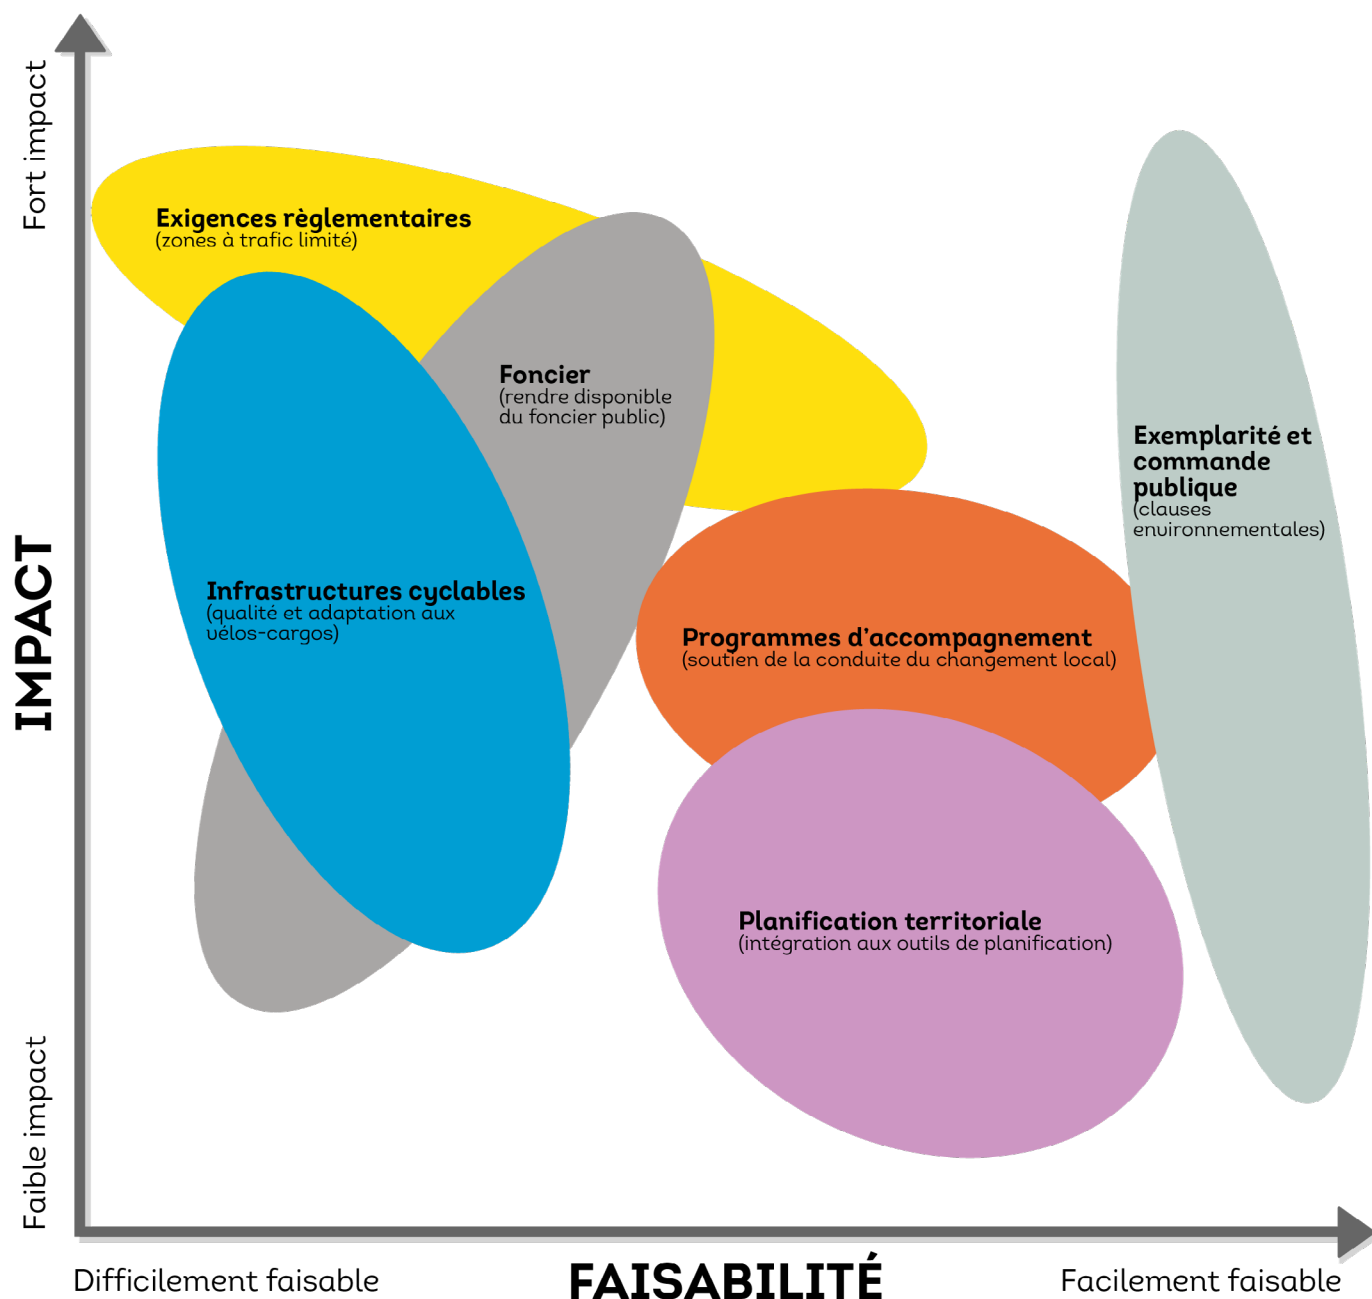 Fort impact
Exigences règlementaires
(zones à trafic limité)
Foncier
(rendre disponible
du foncier public)
Exemplarité et
commande
publique
(clauses
environnementales)
IMPACT
Infrastructures cyclables
(qualité et adaptation aux
vélos-cargos)
Programmes d'accompagnement
(soutien de la conduite du changement local)
Planification territoriale
(intégration aux outils de planification)
Faible impact
Difficilement faisable
FAISABILITÉ
Facilement faisable